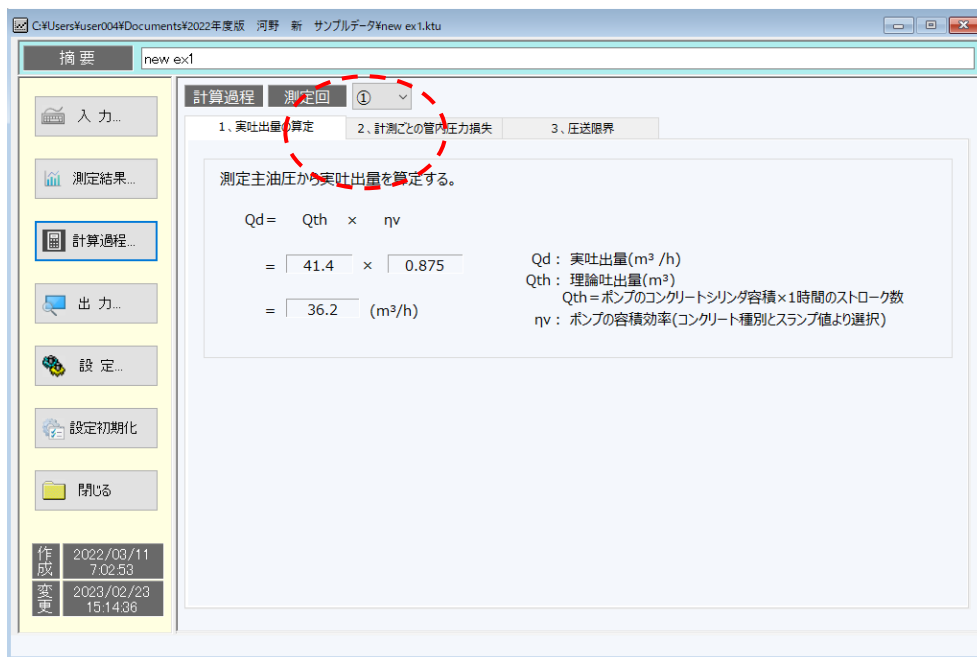 C:¥Users¥user004¥Documents¥2022年度版　河野　新　サンプルデータ¥new ex1.ktu
摘 要
new ex1
入 力...
測定結果...
計算過程...
出 力...
設 定...
設定初期化
閉じる
作成
2022/03/11
7:02:53
変更
2023/02/23
15:14:36
計算過程
測定回
①
1、実吐出量の算定
2、計測ごとの管内圧力損失
3、圧送限界
測定主油圧から実吐出量を算定する。
Qd= Qth × ηv
= 41.4 × 0.875
= 36.2 (m³/h)
Qd： 実吐出量(m³ /h)
Qth： 理論吐出量(m³)
Qth＝ポンプのコンクリートシリンダ容積×1時間のストローク数
ηv： ポンプの容積効率(コンクリート種別とスランプ値より選択)